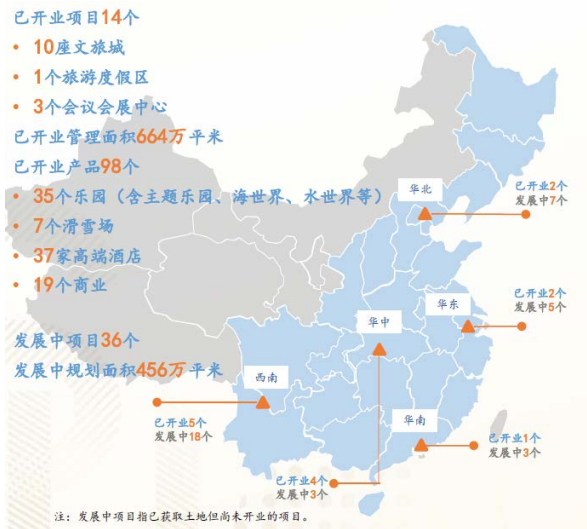 已开业项目14个
• 10座文旅城
• 1个旅游度假区
• 3个会议会展中心
已开业管理面积664万平米
已开业产品98个
• 35个乐园（含主题乐园、海世界、水世界等）
• 7个滑雪场
• 37家高端酒店
• 19个商业
发展中项目36个
发展中规划面积456万平米
华北
已开业2个
发展中7个
华东
已开业2个
发展中5个
华中
已开业4个
发展中3个
西南
已开业5个
发展中18个
华南
已开业1个
发展中3个
注：发展中项目指已获取土地但尚未开业的项目。